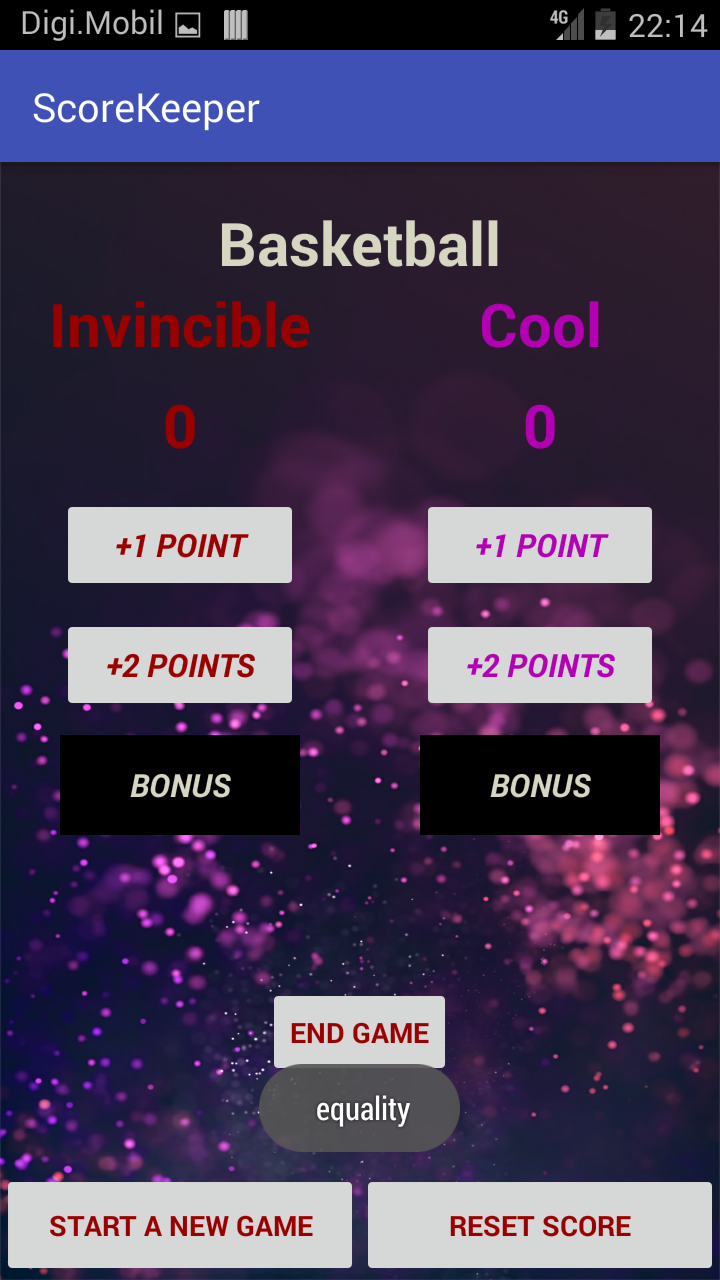 Digi.Mobil 4G 22:14
ScoreKeeper
Basketball
Invincible Cool
0 0
+1 POINT +1 POINT
+2 POINTS +2 POINTS
BONUS BONUS
END GAME
equality
START A NEW GAME RESET SCORE